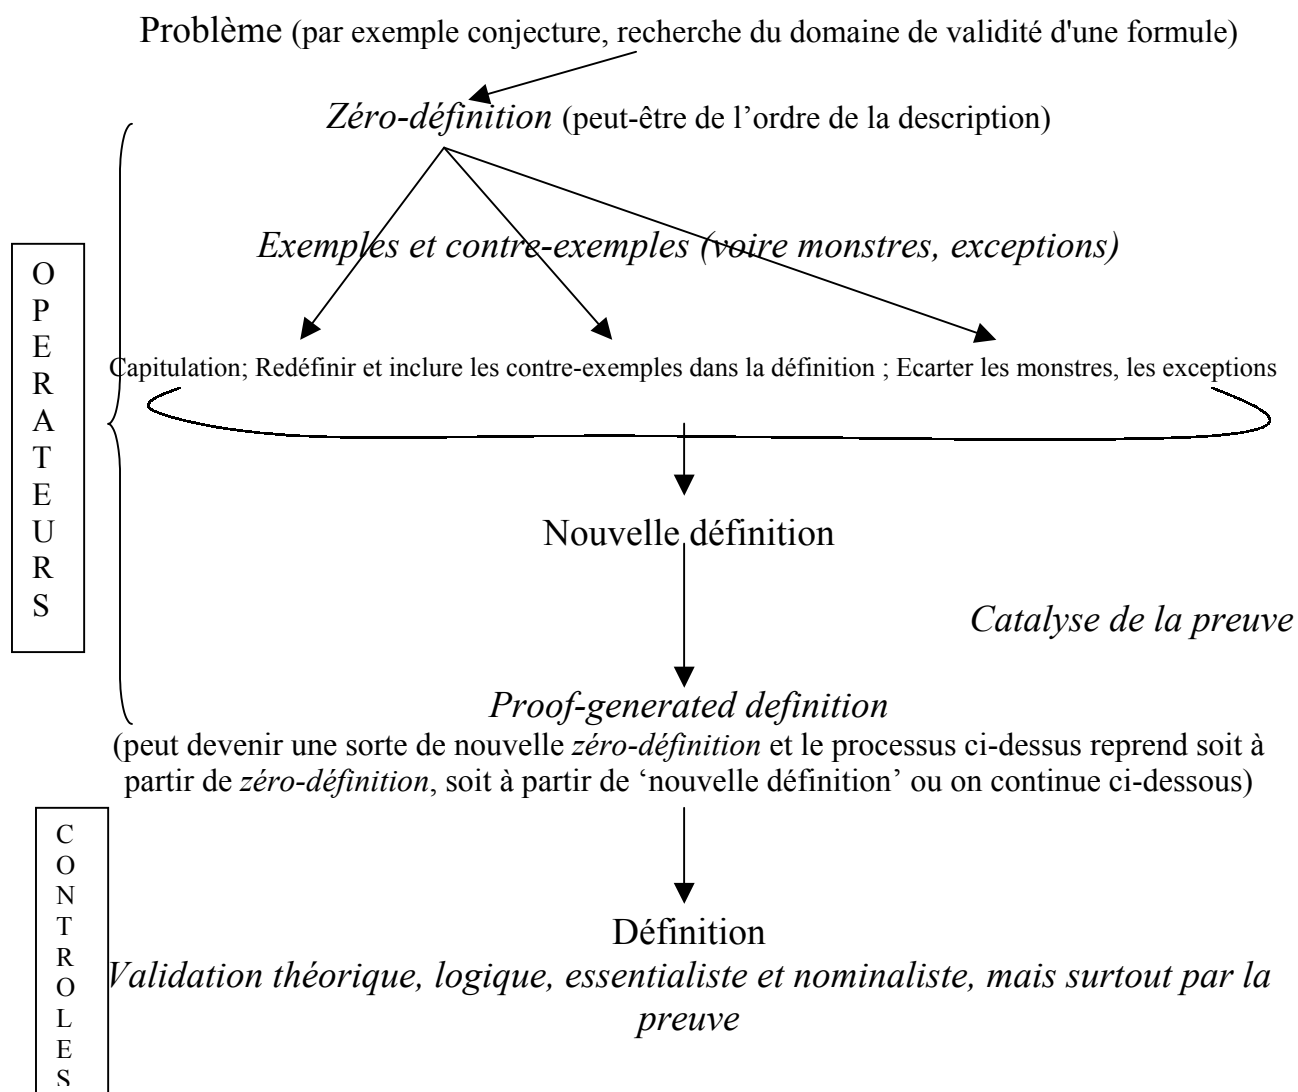 Problème (par exemple conjecture, recherche du domaine de validité d'une formule)
Zéro-définition (peut-être de l’ordre de la description)
Exemples et contre-exemples (voire monstres, exceptions)
O
P
E
R
A
T
E
U
R
S
Capitulation; Redéfinir et inclure les contre-exemples dans la définition ; Ecarter les monstres, les exceptions
Nouvelle définition
Catalyse de la preuve
Proof-generated definition
(peut devenir une sorte de nouvelle zéro-définition et le processus ci-dessus reprend soit à
partir de zéro-définition, soit à partir de ‘nouvelle définition’ ou on continue ci-dessous)
C
O
N
T
R
O
L
E
S
Définition
Validation théorique, logique, essentialiste et nominaliste, mais surtout par la
preuve